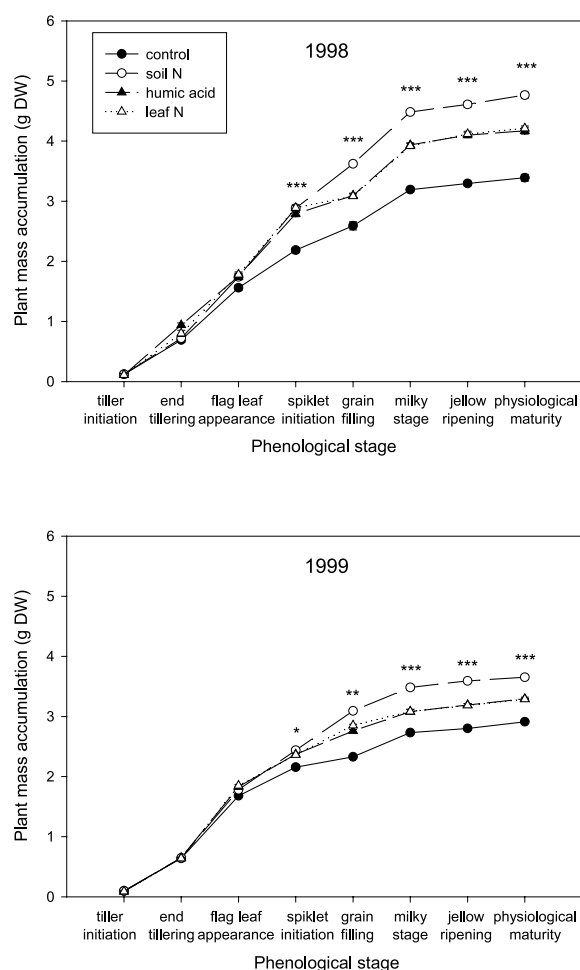 6
5
4
3
2
1
0
Plant mass accumulation (g DW)
control
soil N
humic acid
leaf N
1998
***
***
***
***
***
tiller initiation
end tillering
flag leaf appearance
spiklet initiation
grain filling
milky stage
jellow ripening
physiological maturity
Phenological stage
6
5
4
3
2
1
0
Plant mass accumulation (g DW)
1999
*
**
***
***
***
tiller initiation
end tillering
flag leaf appearance
spiklet initiation
grain filling
milky stage
jellow ripening
physiological maturity
Phenological stage